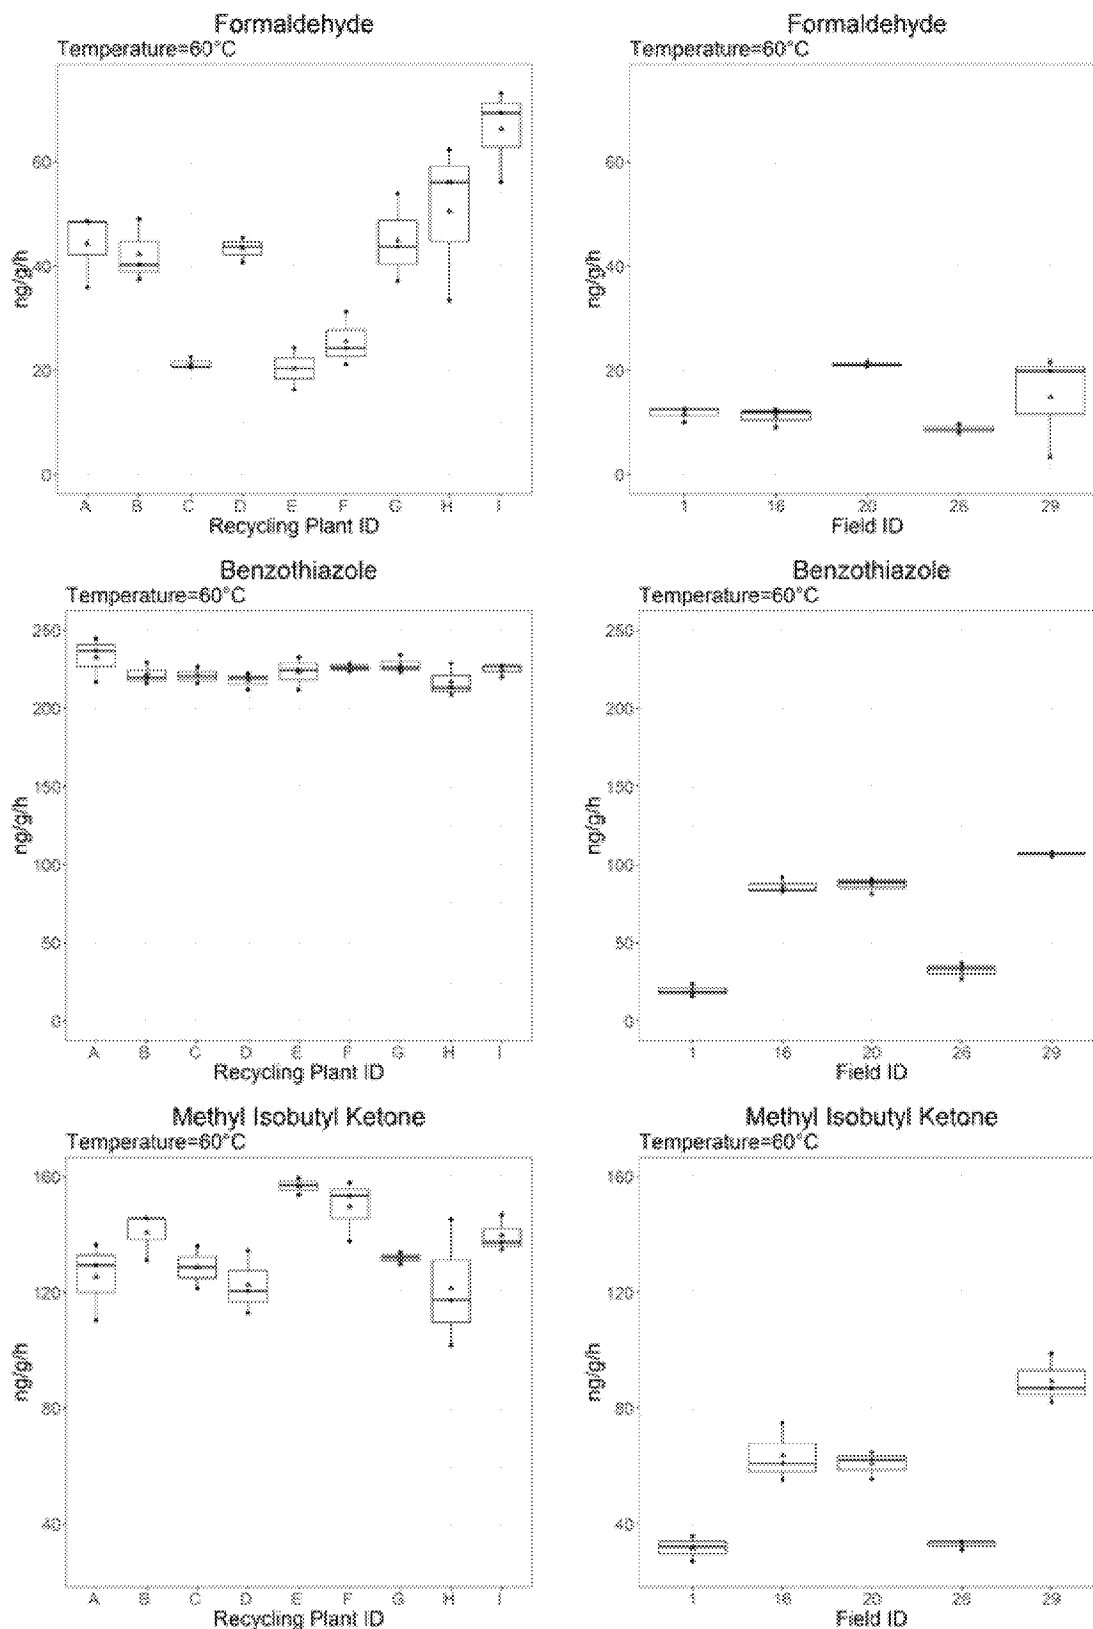 Formaldehyde
Temperature=60°C
60
40
20
0
ng/g/h
A B C D E F G H I
Recycling Plant ID
Formaldehyde
Temperature=60°C
60
40
20
0
ng/g/h
1 16 20 26 29
Field ID
Benzothiazole
Temperature=60°C
250
200
150
100
50
0
ng/g/h
A B C D E F G H I
Recycling Plant ID
Benzothiazole
Temperature=60°C
250
200
150
100
50
0
ng/g/h
1 16 20 26 29
Field ID
Methyl Isobutyl Ketone
Temperature=60°C
160
120
80
40
ng/g/h
A B C D E F G H I
Recycling Plant ID
Methyl Isobutyl Ketone
Temperature=60°C
160
120
80
40
ng/g/h
1 16 20 26 29
Field ID